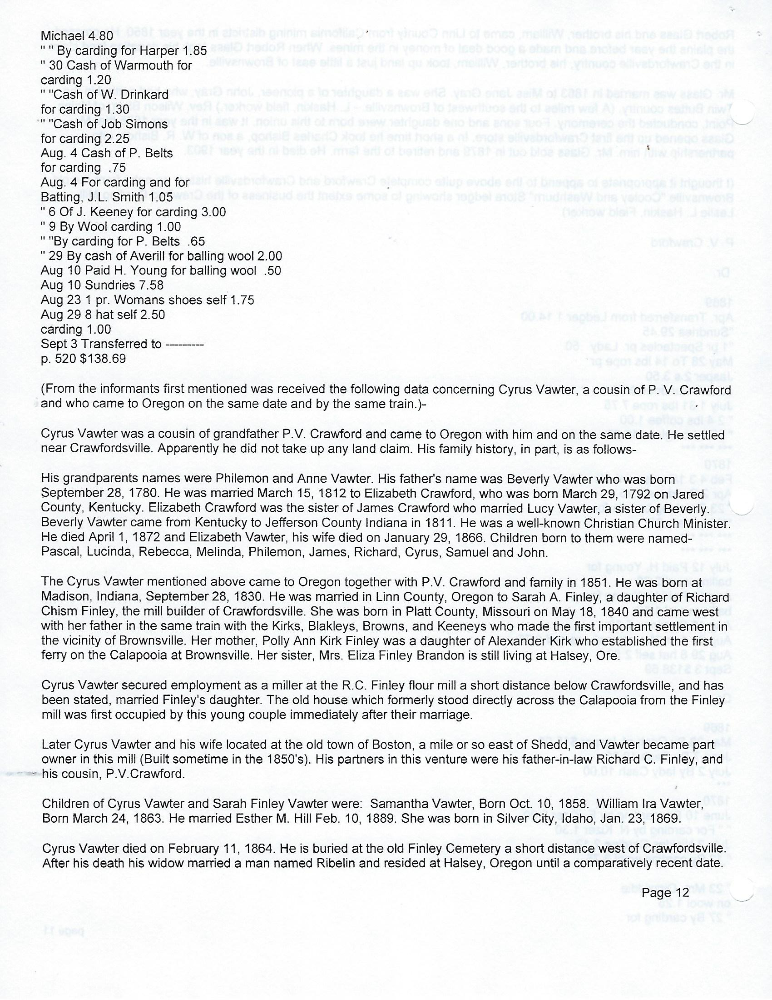 Michael 4.80
" " By carding for Harper 1.85
" 30 Cash of Warmouth for
carding 1.20
" "Cash of W. Drinkard
for carding 1.30
" "Cash of Job Simons
for carding 2.25
Aug. 4 Cash of P. Belts
for carding .75
Aug. 4 For carding and for
Batting, J.L. Smith 1.05
" 6 Of J. Keeney for carding 3.00
" 9 By Wool carding 1.00
" "By carding for P. Belts .65
" 29 By cash of Averill for balling wool 2.00
Aug 10 Paid H. Young for balling wool .50
Aug 10 Sundries 7.58
Aug 23 1 pr. Womans shoes self 1.75
Aug 29 8 hat self 2.50
carding 1.00
Sept 3 Transferred to ---------
p. 520 $138.69
(From the informants first mentioned was received the following data concerning Cyrus Vawter, a cousin of P. V. Crawford
and who came to Oregon on the same date and by the same train.)-
Cyrus Vawter was a cousin of grandfather P.V. Crawford and came to Oregon with him and on the same date. He settled
near Crawfordsville. Apparently he did not take up any land claim. His family history, in part, is as follows-
His grandparents names were Philemon and Anne Vawter. His father's name was Beverly Vawter who was born
September 28, 1780. He was married March 15, 1812 to Elizabeth Crawford, who was born March 29, 1792 on Jared
County, Kentucky. Elizabeth Crawford was the sister of James Crawford who married Lucy Vawter, a sister of Beverly.
Beverly Vawter came from Kentucky to Jefferson County Indiana in 1811. He was a well-known Christian Church Minister.
He died April 1, 1872 and Elizabeth Vawter, his wife died on January 29, 1866. Children born to them were named-
Pascal, Lucinda, Rebecca, Melinda, Philemon, James, Richard, Cyrus, Samuel and John.
The Cyrus Vawter mentioned above came to Oregon together with P.V. Crawford and family in 1851. He was born at
Madison, Indiana, September 28, 1830. He was married in Linn County, Oregon to Sarah A. Finley, a daughter of Richard
Chism Finley, the mill builder of Crawfordsville. She was born in Platt County, Missouri on May 18, 1840 and came west
with her father in the same train with the Kirks, Blakleys, Browns, and Keeneys who made the first important settlement in
the vicinity of Brownsville. Her mother, Polly Ann Kirk Finley was a daughter of Alexander Kirk who established the first
ferry on the Calapooia at Brownsville. Her sister, Mrs. Eliza Finley Brandon is still living at Halsey, Ore.
Cyrus Vawter secured employment as a miller at the R.C. Finley flour mill a short distance below Crawfordsville, and has
been stated, married Finley's daughter. The old house which formerly stood directly across the Calapooia from the Finley
mill was first occupied by this young couple immediately after their marriage.
Later Cyrus Vawter and his wife located at the old town of Boston, a mile or so east of Shedd, and Vawter became part
owner in this mill (Built sometime in the 1850's). His partners in this venture were his father-in-law Richard C. Finley, and
his cousin, P.V.Crawford.
Children of Cyrus Vawter and Sarah Finley Vawter were: Samantha Vawter, Born Oct. 10, 1858. William Ira Vawter,
Born March 24, 1863. He married Esther M. Hill Feb. 10, 1889. She was born in Silver City, Idaho, Jan. 23, 1869.
Cyrus Vawter died on February 11, 1864. He is buried at the old Finley Cemetery a short distance west of Crawfordsville.
After his death his widow married a man named Ribelin and resided at Halsey, Oregon until a comparatively recent date.
Page 12